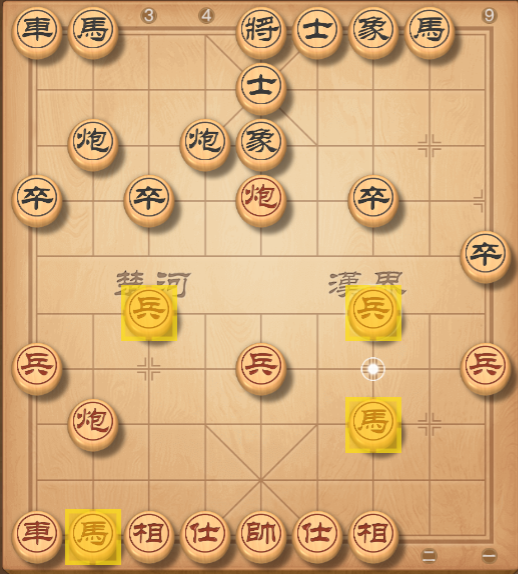 3 4 9
車 馬 將 士 象 馬
士
炮 炮 象
卒 卒 炮 卒
卒
楚河 漢界
兵 兵
兵 兵 兵
炮 馬
車 馬 相 仕 帥 仕 相
二 一